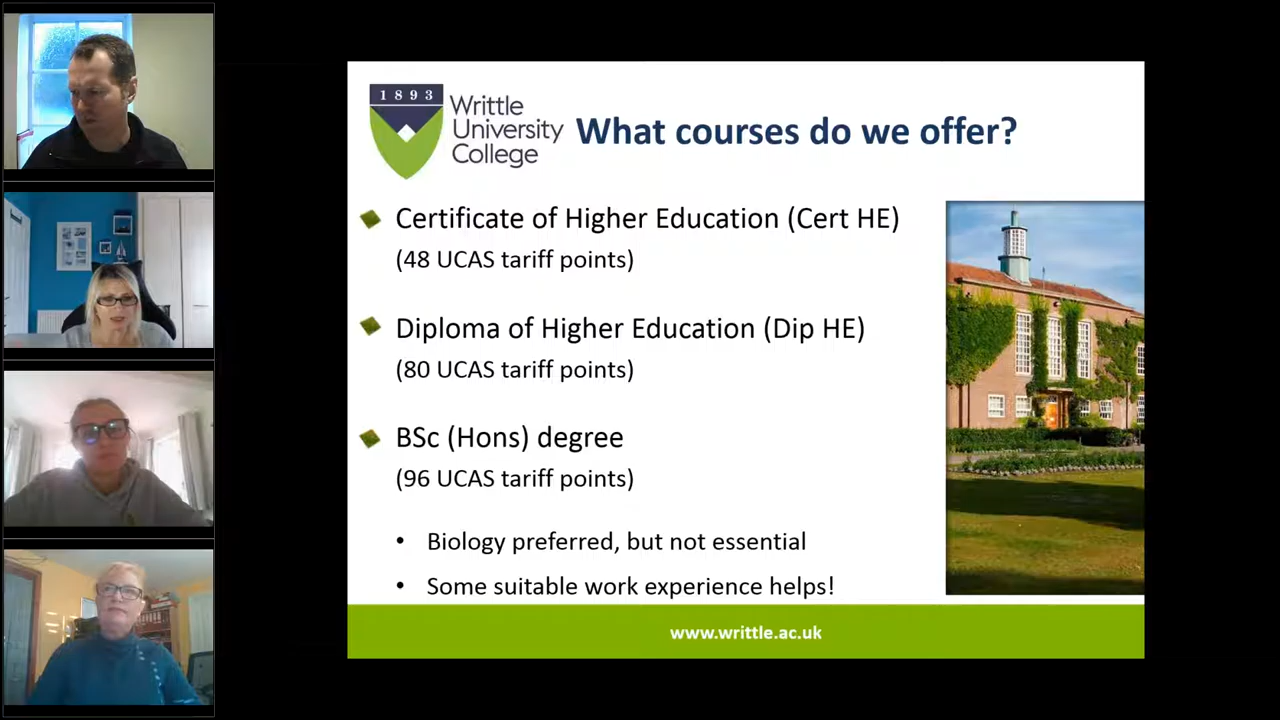 1893
Writtle
University
College
What courses do we offer?
Certificate of Higher Education (Cert HE)
(48 UCAS tariff points)
Diploma of Higher Education (Dip HE)
(80 UCAS tariff points)
BSc (Hons) degree
(96 UCAS tariff points)
• Biology preferred, but not essential
• Some suitable work experience helps!
www.writtle.ac.uk